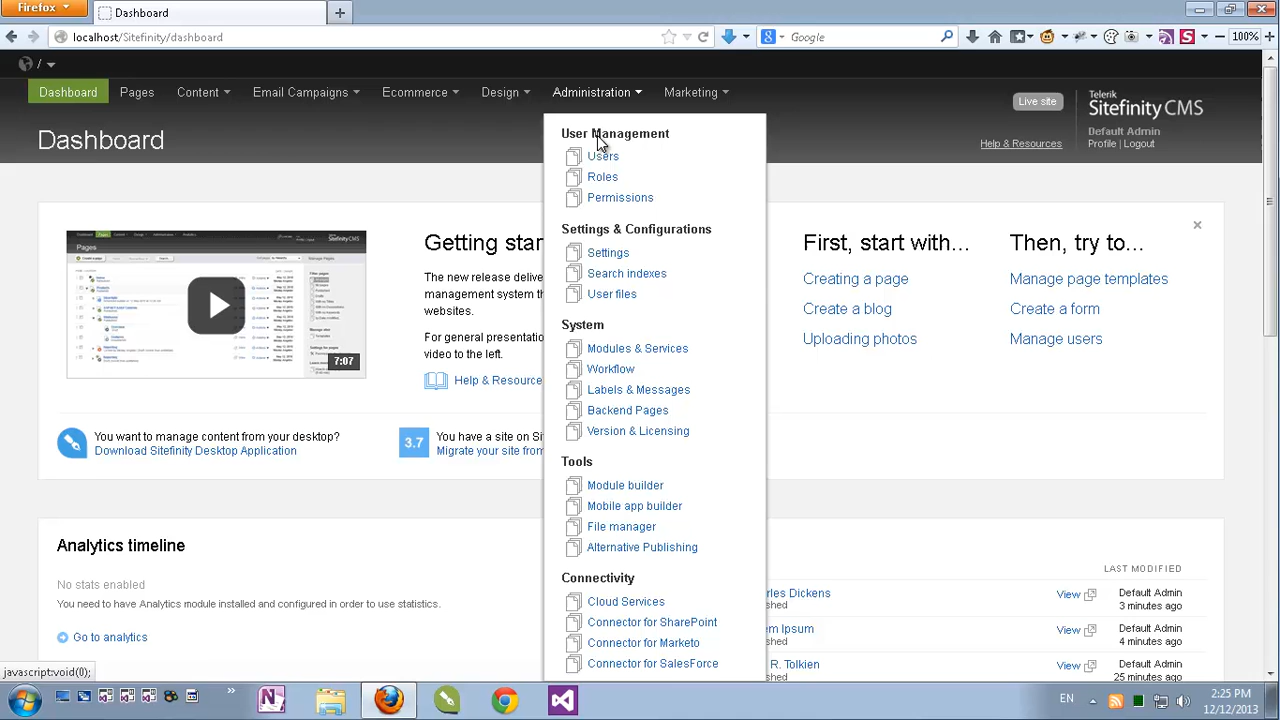 Firefox
Dashboard
localhost/Sitefinity/dashboard
Google
100%
/
Dashboard
Pages
Content
Email Campaigns
Ecommerce
Design
Administration
Marketing
Live site
Telerik
Sitefinity CMS
Default Admin
Help & Resources
Profile | Logout
Dashboard
User Management
Users
Roles
Permissions
Settings & Configurations
Settings
Search indexes
User files
System
Modules & Services
Workflow
Labels & Messages
Backend Pages
Version & Licensing
Tools
Module builder
Mobile app builder
File manager
Alternative Publishing
Connectivity
Cloud Services
Connector for SharePoint
Connector for Marketo
Connector for SalesForce
Pages
7:07
Getting star
The new release delive
management system
websites.
For general presentatio
video to the left.
Help & Resource
First, start with...
Creating a page
Create a blog
Uploading photos
Then, try to...
Manage page templates
Create a form
Manage users
You want to manage content from your desktop?
Download Sitefinity Desktop Application
3.7
You have a site on Si
Migrate your site from
Analytics timeline
No stats enabled
You need to have Analytics module installed and configured in order to use statistics.
Go to analytics
LAST MODIFIED
rles Dickens
shed
View
Default Admin
3 minutes ago
em Ipsum
shed
View
Default Admin
4 minutes ago
R. Tolkien
View
Default Admin
25 minutes ago
javascript:void(0);
EN
2:25 PM
12/12/2013